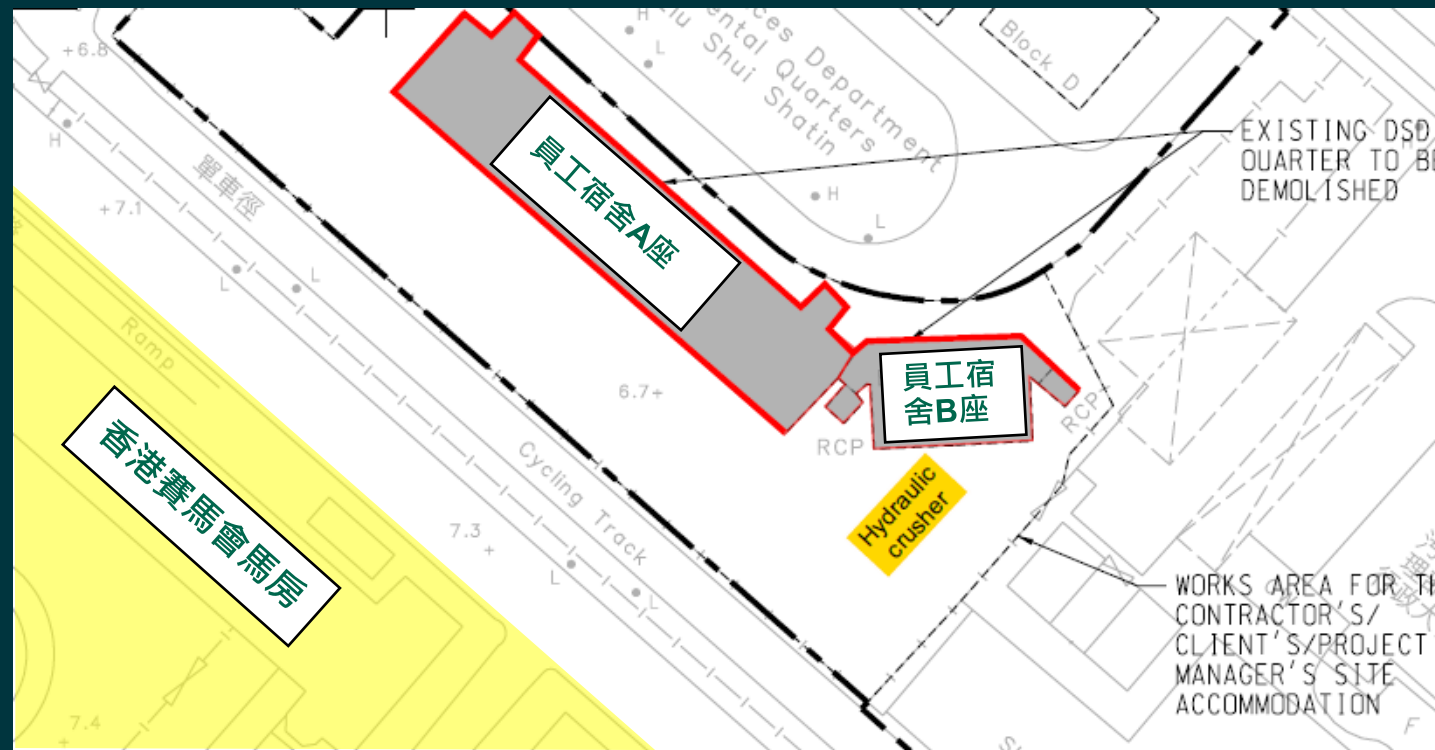 +6.8
H
L
ces Department
ental Quarters
iu Shui Shatin
Block D
H
L
EXISTING DSD
QUARTER TO BE
DEMOLISHED
H
單車徑
+7.1
員工宿舍A座
L
L
Ramp
6.7+
員工宿
舍B座
RCP
RCP
香港賽馬會馬房
Cycling Track
7.3
+
L
L
Hydraulic
crusher
WORKS AREA FOR TH
CONTRACTOR'S/
CLIENT'S/PROJECT
MANAGER'S SITE
ACCOMMODATION
7.4
+
F